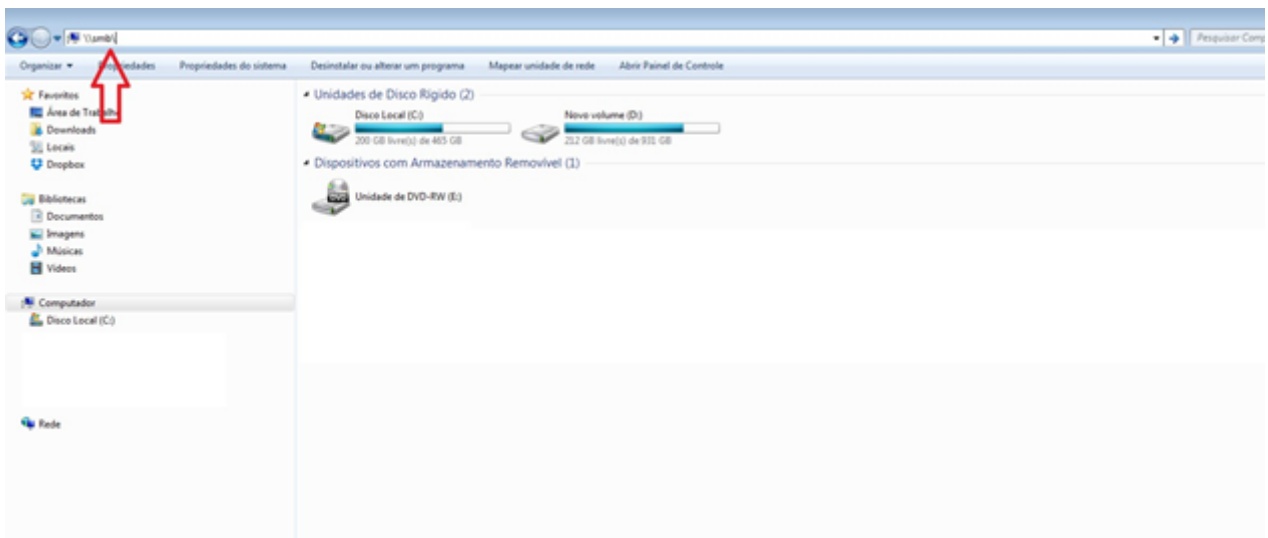 \\smb\
Pesquisar Comp
Organizar Propriedades Propriedades do sistema Desinstalar ou alterar um programa Mapear unidade de rede Abrir Painel de Controle
Favoritos
Área de Trabalho
Downloads
Locais
Dropbox
Bibliotecas
Documentos
Imagens
Músicas
Vídeos
Computador
Disco Local (C:)
Rede
Unidades de Disco Rígido (2)
Disco Local (C:)
200 GB livre(s) de 465 GB
Novo volume (D:)
212 GB livre(s) de 931 GB
Dispositivos com Armazenamento Removível (1)
DVD
Unidade de DVD-RW (E:)